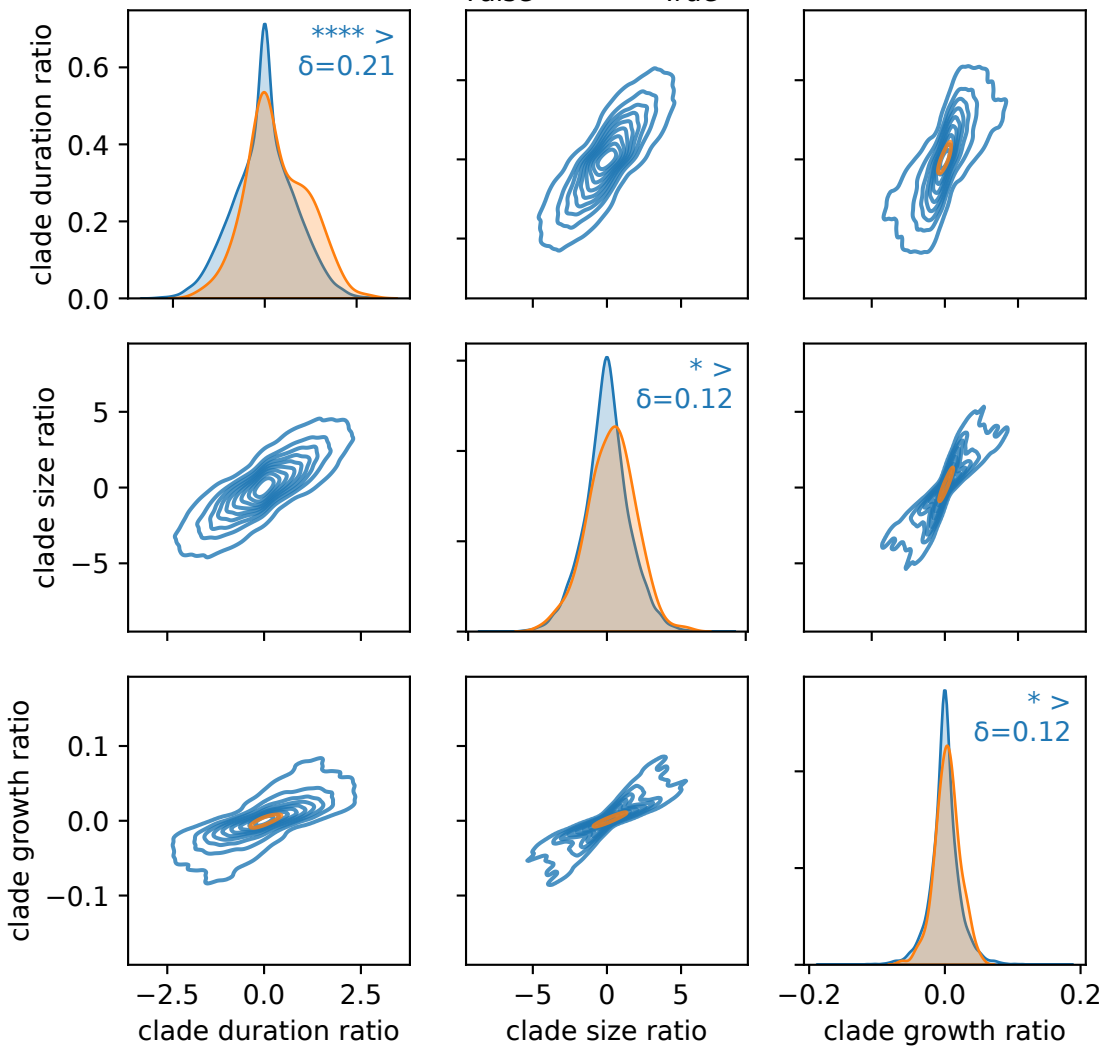 clade duration ratio
0.6
0.4
0.2
0.0
**** >
δ=0.21
clade size ratio
5
0
−5
* >
δ=0.12
clade growth ratio
0.1
0.0
−0.1
* >
δ=0.12
−2.5 0.0 2.5
−5 0 5
−0.2 0.0 0.2
clade duration ratio
clade size ratio
clade growth ratio